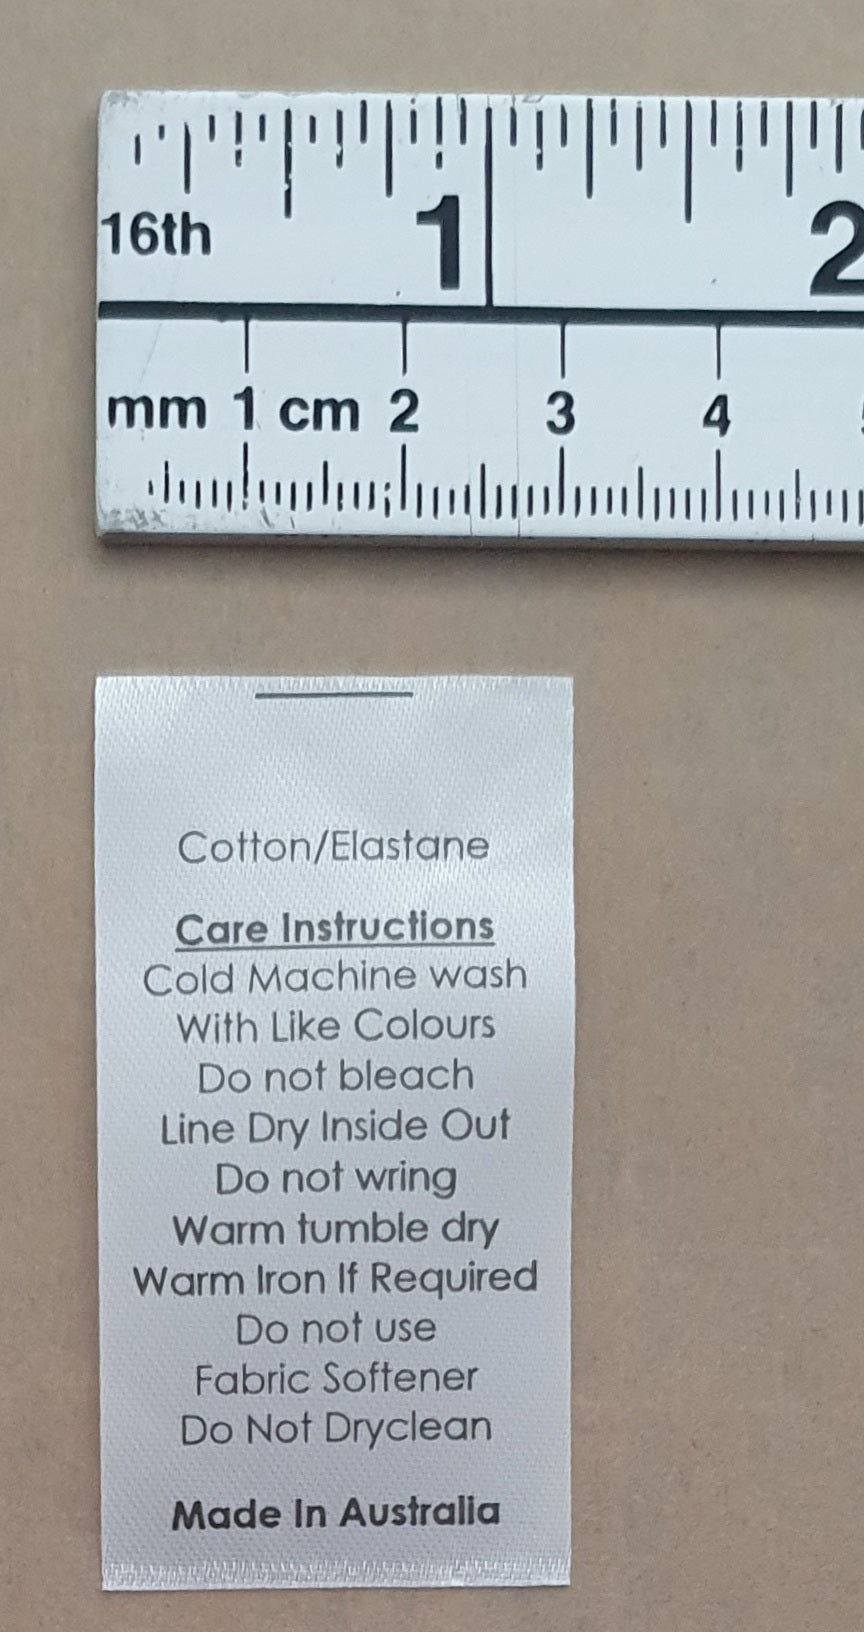 16th
1 2
mm 1 cm 2 3 4
Cotton/Elastane
Care Instructions
Cold Machine wash
With Like Colours
Do not bleach
Line Dry Inside Out
Do not wring
Warm tumble dry
Warm Iron If Required
Do not use
Fabric Softener
Do Not Dryclean
Made In Australia